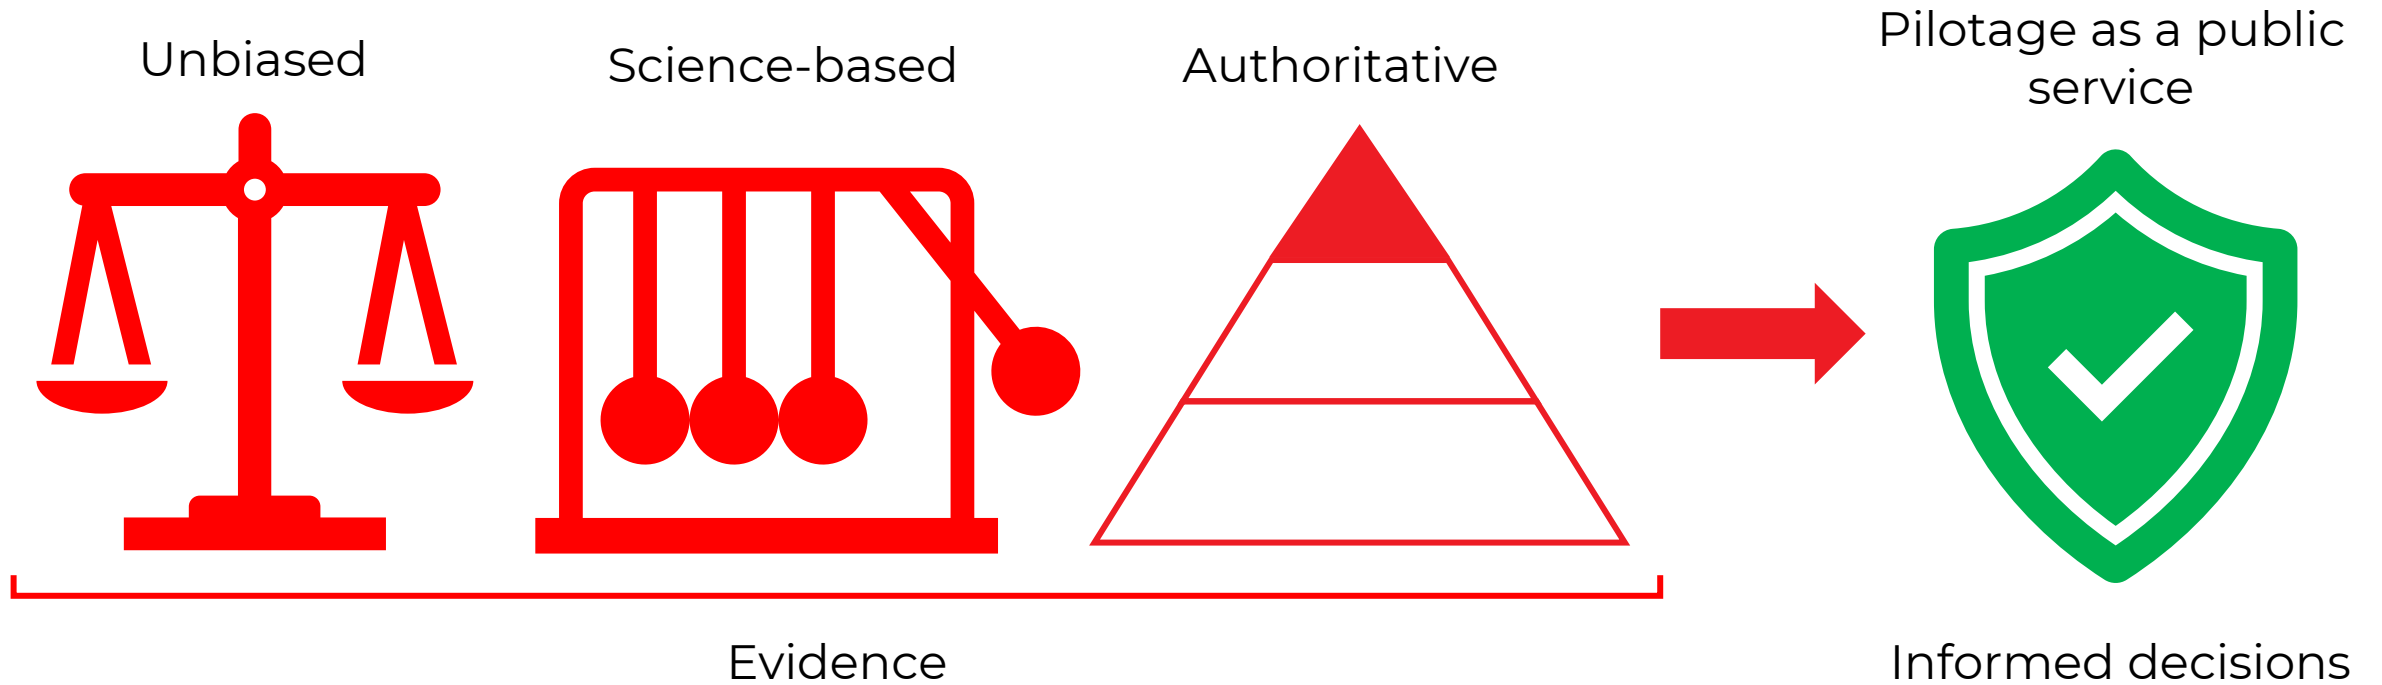 Unbiased
Science-based
Authoritative
Pilotage as a public
service
Evidence
Informed decisions